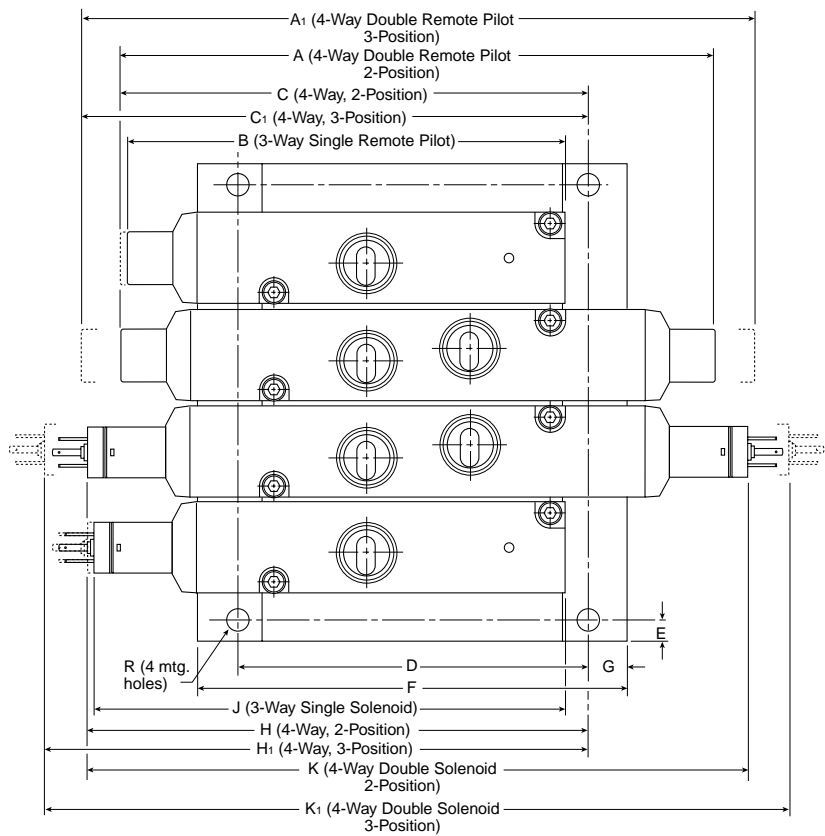 A1 (4-Way Double Remote Pilot
3-Position)
A (4-Way Double Remote Pilot
2-Position)
C (4-Way, 2-Position)
C1 (4-Way, 3-Position)
B (3-Way Single Remote Pilot)
E
R (4 mtg.
holes)
D
G
F
J (3-Way Single Solenoid)
H (4-Way, 2-Position)
H1 (4-Way, 3-Position)
K (4-Way Double Solenoid
2-Position)
K1 (4-Way Double Solenoid
3-Position)